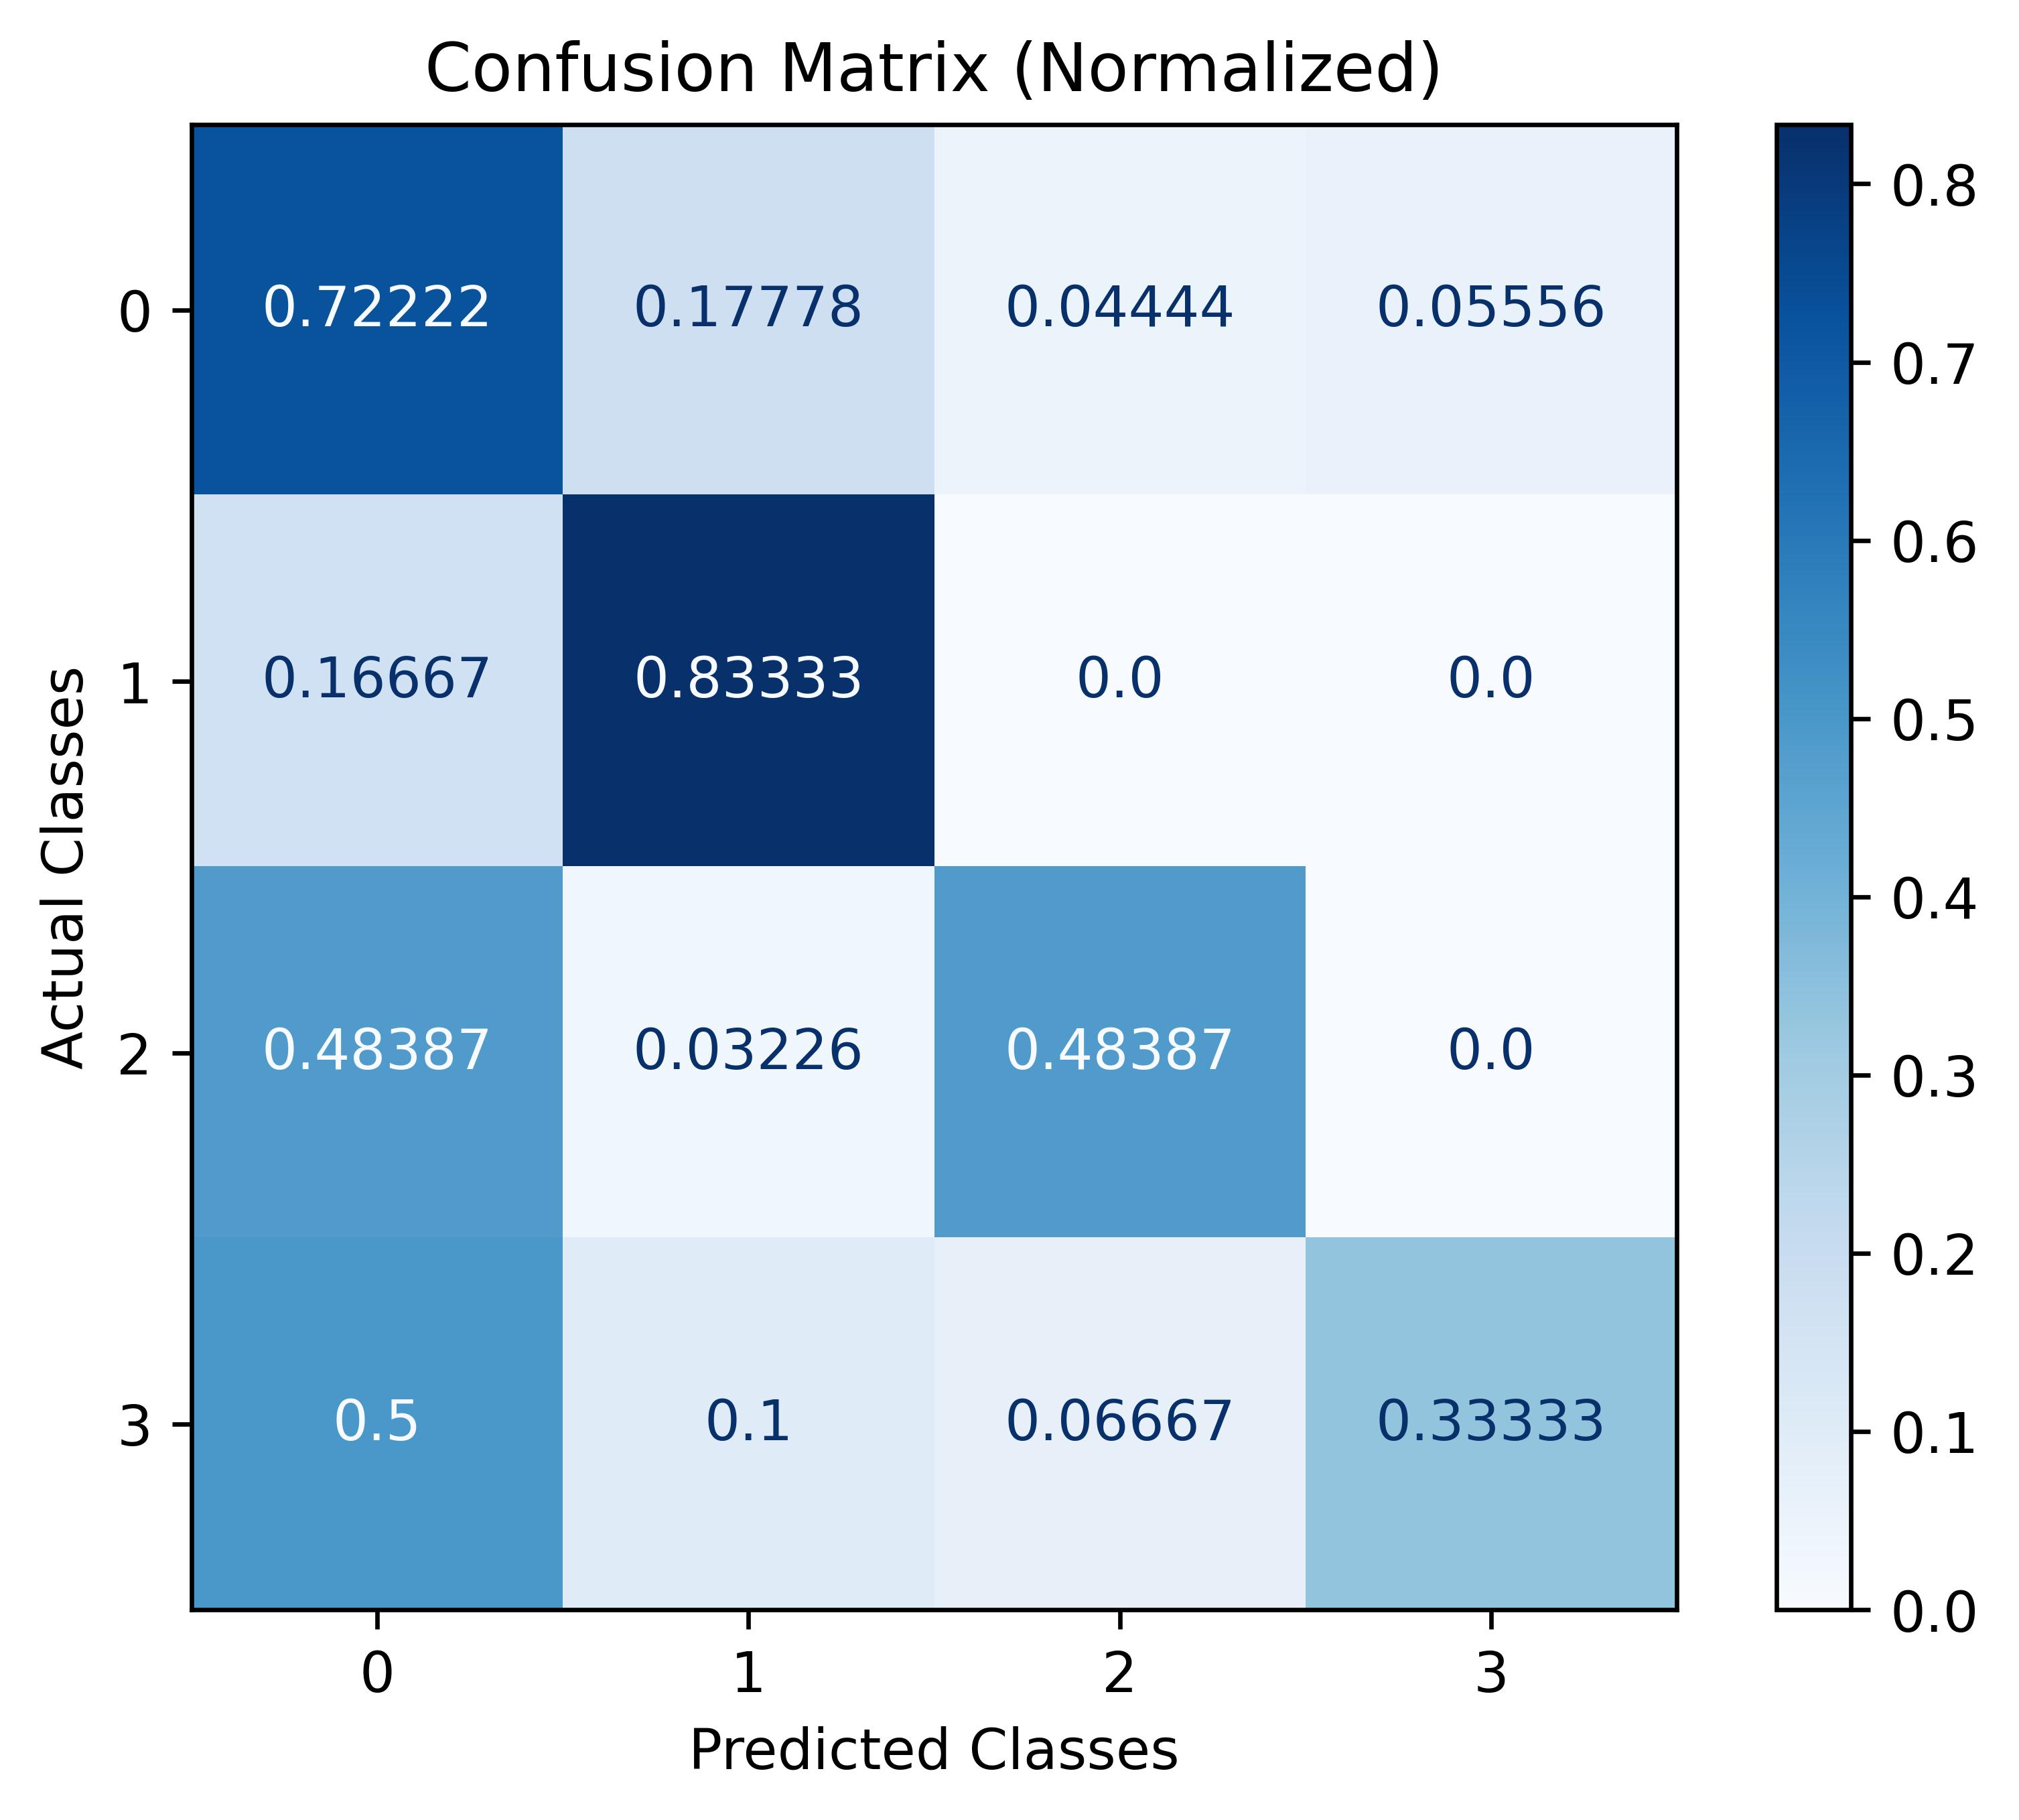 Confusion Matrix (Normalized)
0 0.72222 0.17778 0.04444 0.05556
1 0.16667 0.83333 0.0 0.0
2 0.48387 0.03226 0.48387 0.0
3 0.5 0.1 0.06667 0.33333
0 1 2 3
Predicted Classes
Actual Classes
0.8
0.7
0.6
0.5
0.4
0.3
0.2
0.1
0.0